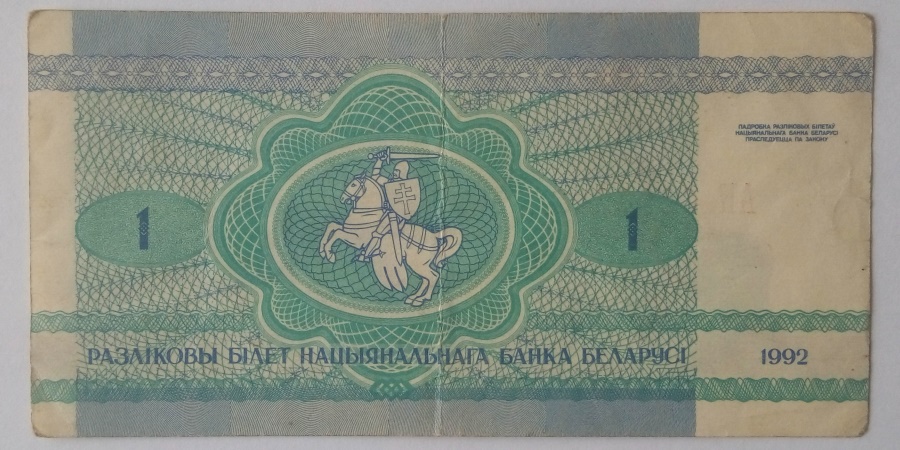 ПАДРОБКА РАЗЛІКОВЫХ БІЛЕТАЎ
НАЦЫЯНАЛЬНАГА БАНКА БЕЛАРУСІ
ПРАСЛЕДУЕЦЦА ПА ЗАКОНУ
1 1
РАЗЛІКОВЫ БІЛЕТ НАЦЫЯНАЛЬНАГА БАНКА БЕЛАРУСІ 1992